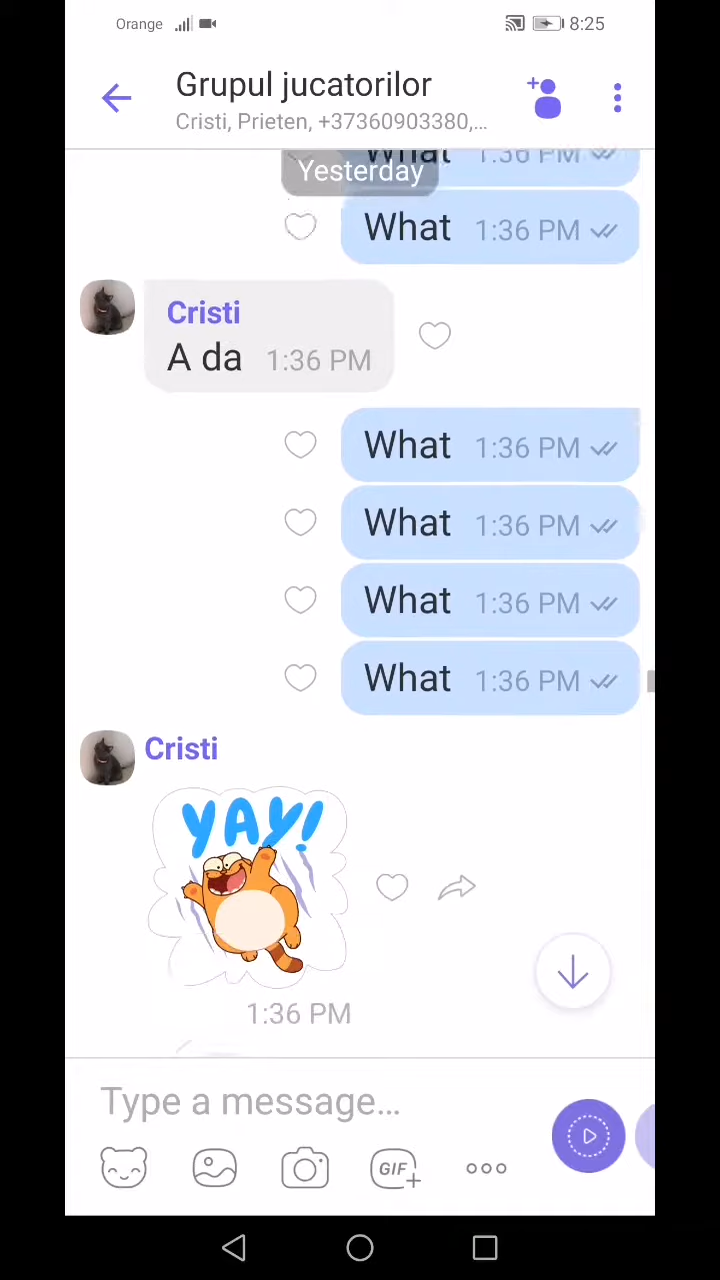 Orange 8:25
Grupul jucatorilor
Cristi, Prieten, +37360903380,...
What 1:36 PM
Yesterday
What 1:36 PM
Cristi
A da 1:36 PM
What 1:36 PM
What 1:36 PM
What 1:36 PM
What 1:36 PM
Cristi
YAY!
1:36 PM
Type a message...
GIF